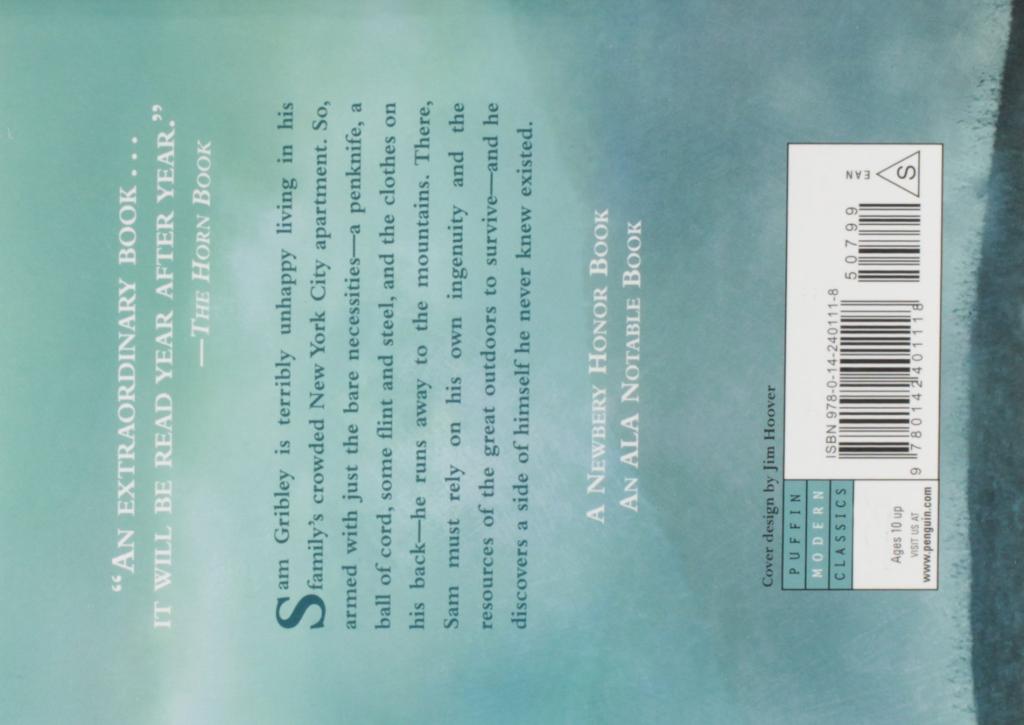 “AN EXTRAORDINARY BOOK . . .
IT WILL BE READ YEAR AFTER YEAR.”
—THE HORN BOOK
Sam Gribley is terribly unhappy living in his
family’s crowded New York City apartment. So,
armed with just the bare necessities—a penknife, a
ball of cord, some flint and steel, and the clothes on
his back—he runs away to the mountains. There,
Sam must rely on his own ingenuity and the
resources of the great outdoors to survive—and he
discovers a side of himself he never knew existed.
A NEWBERY HONOR BOOK
AN ALA NOTABLE BOOK
Cover design by Jim Hoover
PUFFIN
MODERN
CLASSICS
Ages 10 up
VISIT US AT
www.penguin.com
ISBN 978-0-14-240111-8
9 780142401118
50799
EAN
S